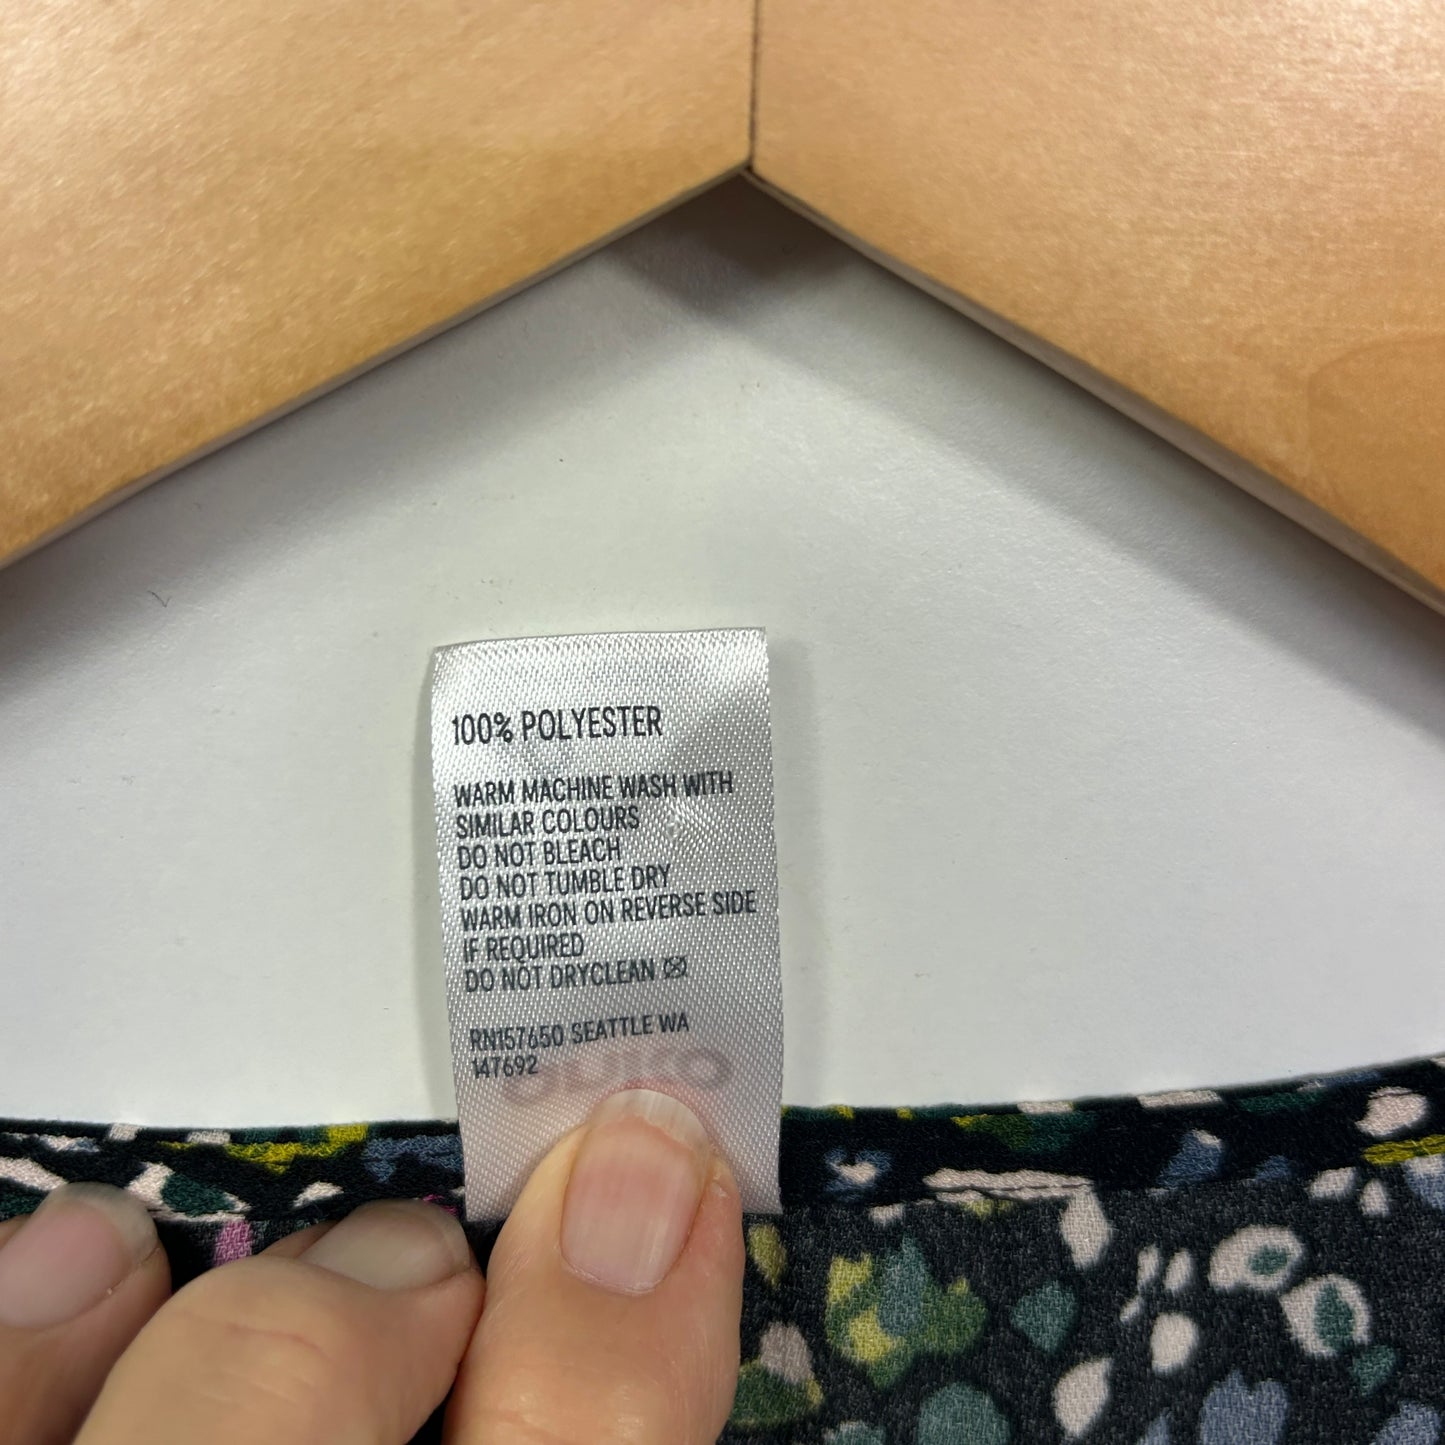 100% POLYESTER
WARM MACHINE WASH WITH
SIMILAR COLOURS
DO NOT BLEACH
DO NOT TUMBLE DRY
WARM IRON ON REVERSE SIDE
IF REQUIRED
DO NOT DRYCLEAN
RN157650 SEATTLE WA
147692